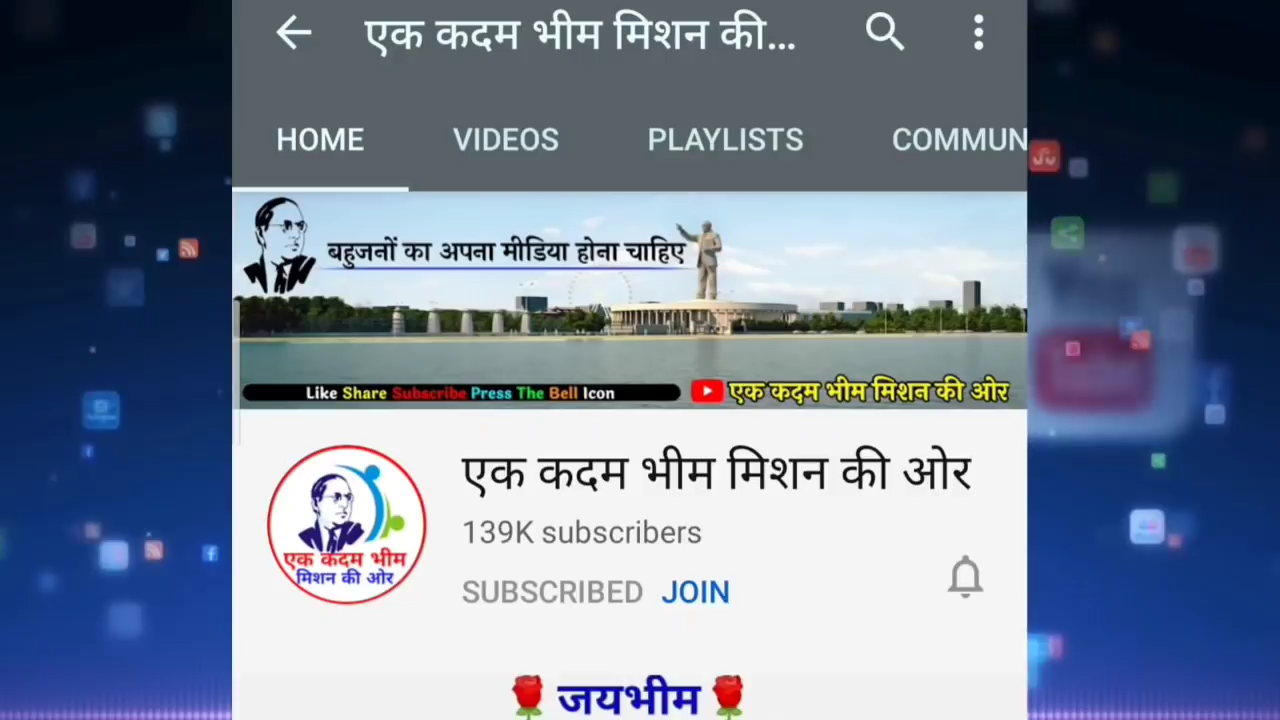 एक कदम भीम मिशन की...
HOME VIDEOS PLAYLISTS COMMUN
बहुजनों का अपना मीडिया होना चाहिए
Like Share Subscribe Press The Bell Icon
एक कदम भीम मिशन की ओर
एक कदम भीम मिशन की ओर
139K subscribers
SUBSCRIBED JOIN
एक कदम भीम
मिशन की ओर
🌹 जयभीम 🌹